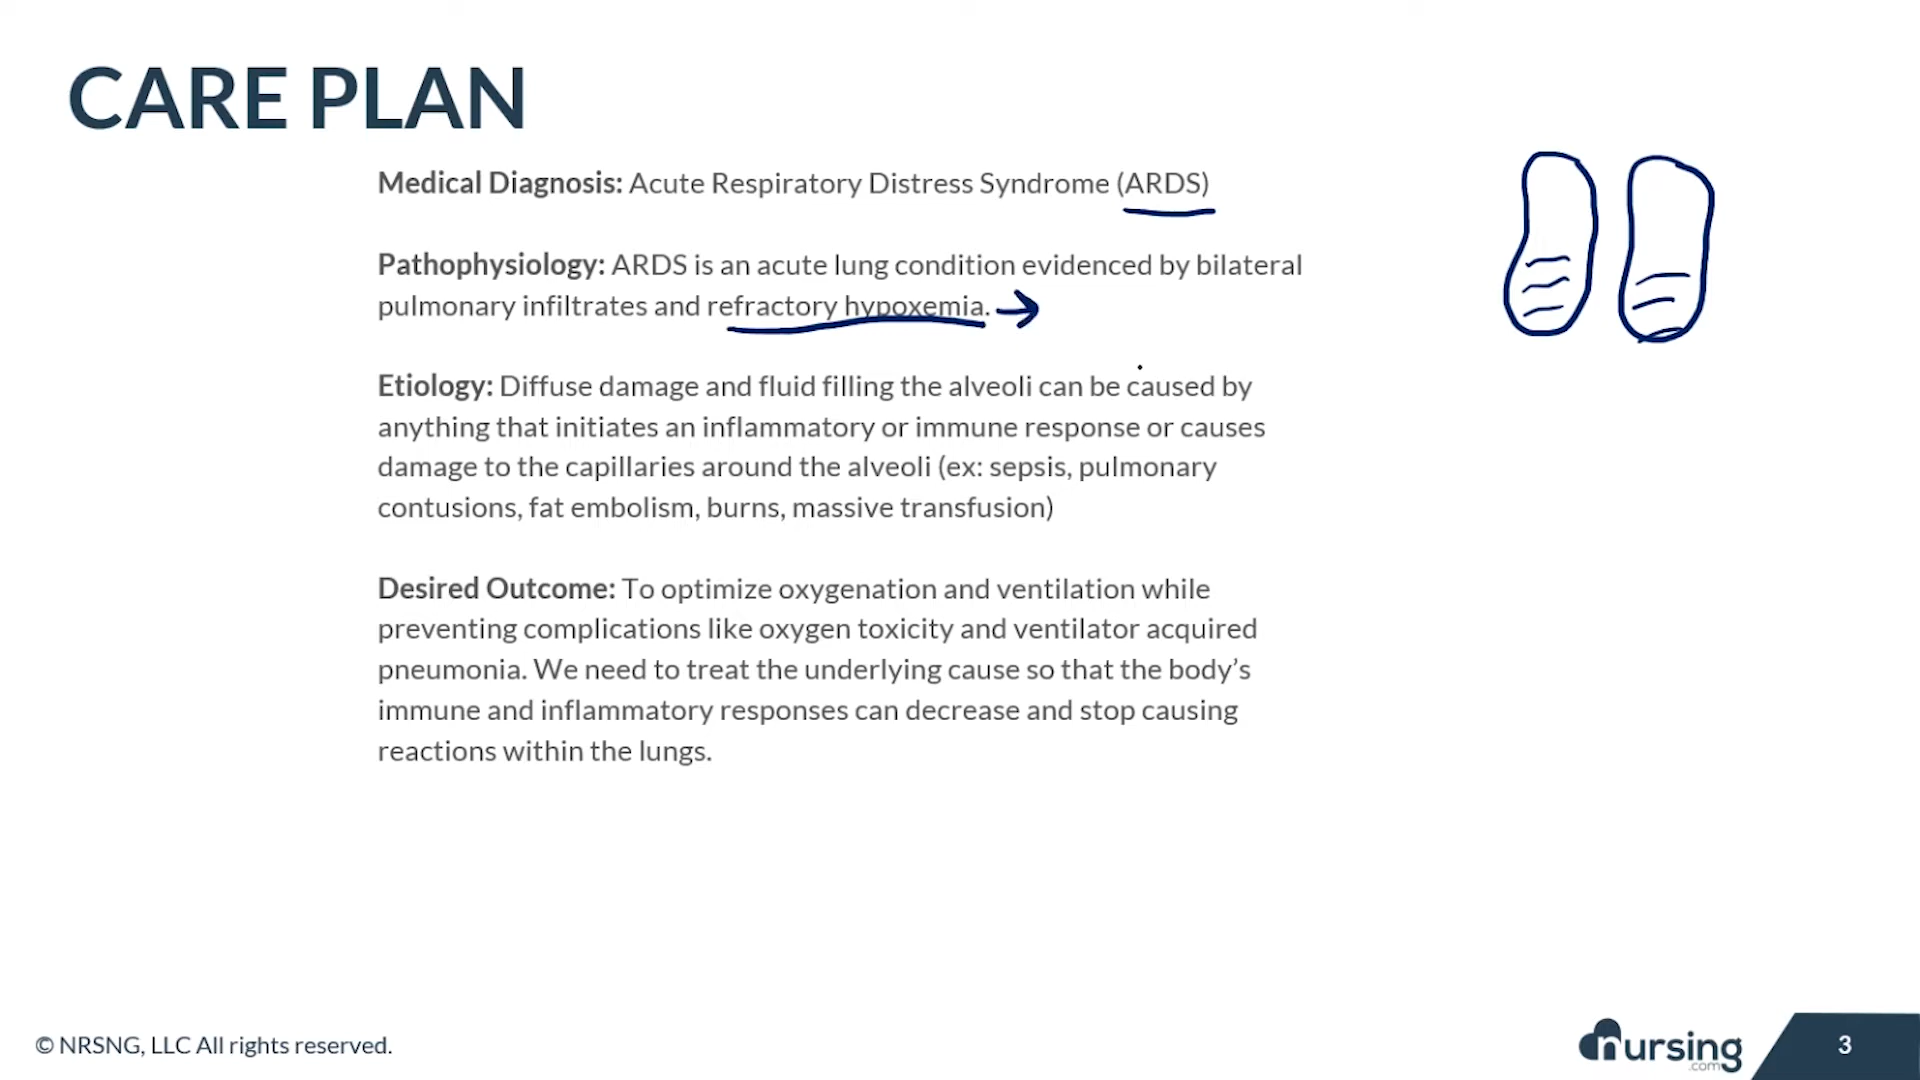 CARE PLAN
Medical Diagnosis: Acute Respiratory Distress Syndrome (ARDS)
Pathophysiology: ARDS is an acute lung condition evidenced by bilateral
pulmonary infiltrates and refractory hypoxemia.
Etiology: Diffuse damage and fluid filling the alveoli can be caused by
anything that initiates an inflammatory or immune response or causes
damage to the capillaries around the alveoli (ex: sepsis, pulmonary
contusions, fat embolism, burns, massive transfusion)
Desired Outcome: To optimize oxygenation and ventilation while
preventing complications like oxygen toxicity and ventilator acquired
pneumonia. We need to treat the underlying cause so that the body’s
immune and inflammatory responses can decrease and stop causing
reactions within the lungs.
© NRSNG, LLC All rights reserved.
nursing
.com
3